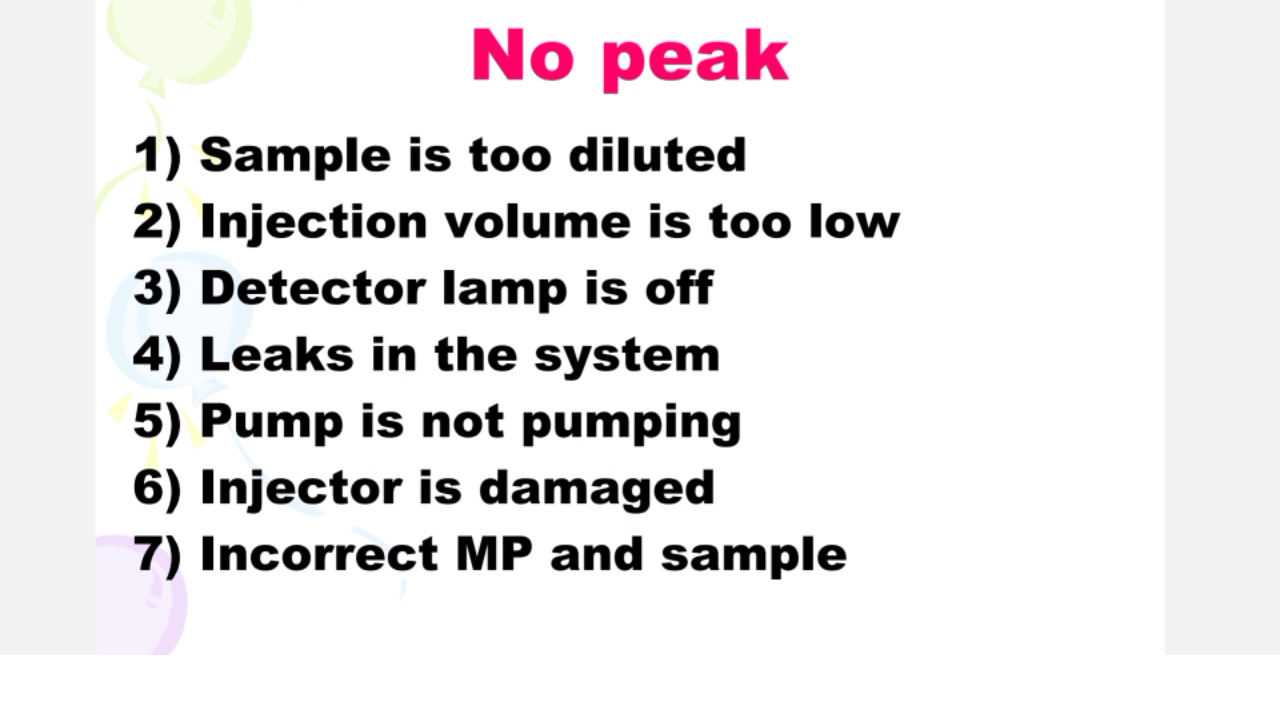 No peak
1) Sample is too diluted
2) Injection volume is too low
3) Detector lamp is off
4) Leaks in the system
5) Pump is not pumping
6) Injector is damaged
7) Incorrect MP and sample